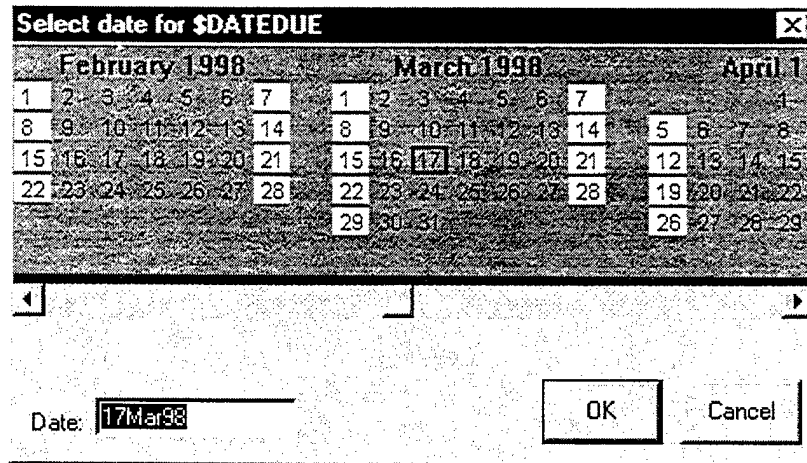 Select date for $DATEDUE
February 1998 March 1998 April 1
1 2 3 4 5 6 7 1 2 3 4 5 6 7 1
8 9 10 11 12 13 14 8 9 10 11 12 13 14 5 6 7 8
15 16 17 18 19 20 21 15 16 17 18 19 20 21 12 13 14 15
22 23 24 25 26 27 28 22 23 24 25 26 27 28 19 20 21 22
29 30 31 26 27 28 29
Date: 17Mar98 OK Cancel